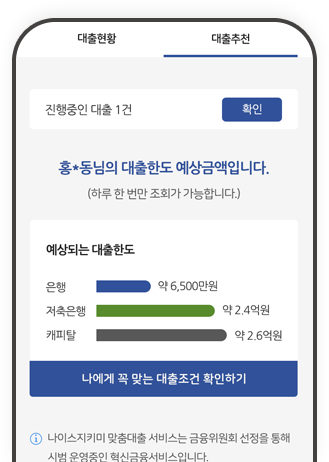 대출현황 대출추천
진행중인 대출 1건 확인
홍*동님의 대출한도 예상금액입니다.
(하루 한 번만 조회가 가능합니다.)
예상되는 대출한도
은행 약 6,500만원
저축은행 약 2.4억원
캐피탈 약 2.6억원
나에게 꼭 맞는 대출조건 확인하기
나이스지키미 맞춤대출 서비스는 금융위원회 선정을 통해
시범 운영중인 혁신금융서비스입니다.